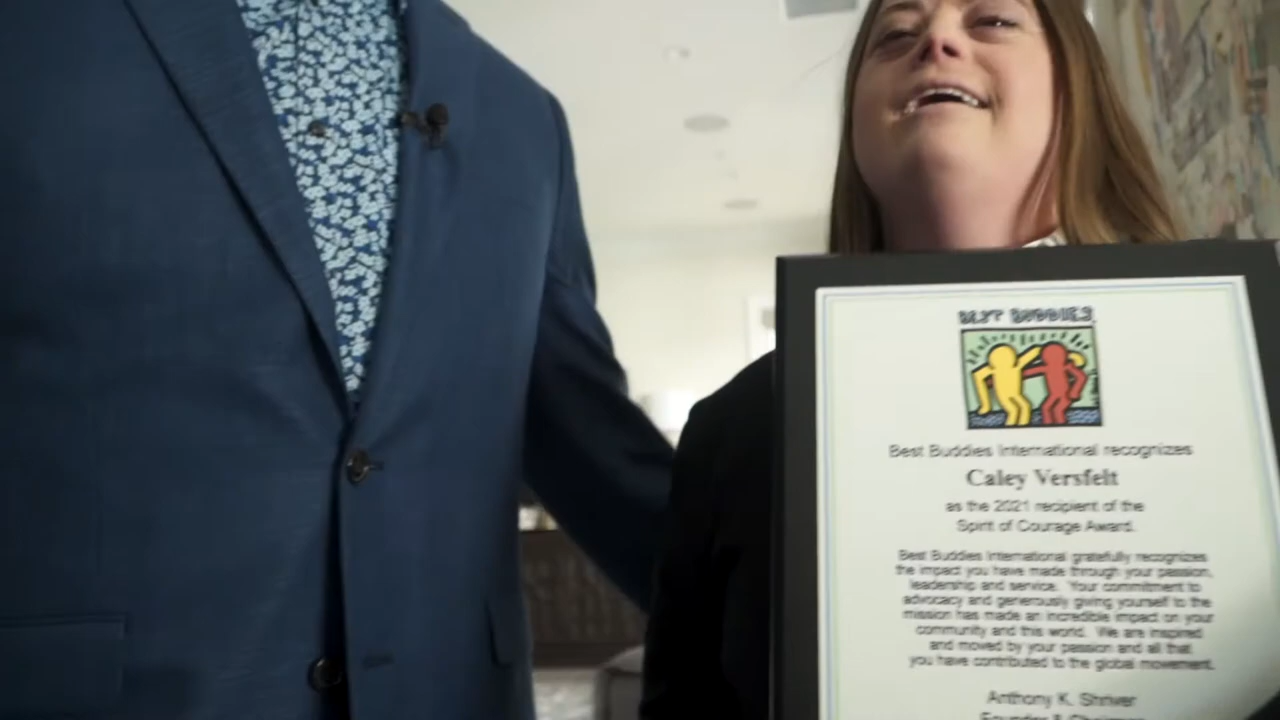 BEST BUDDIES
Best Buddies International recognizes
Caley Versfelt
as the 2021 recipient of the
Spirit of Courage Award.
Best Buddies International gratefully recognizes
the impact you have made through your passion,
leadership and service. Your commitment to
advocacy and generously giving yourself to the
mission has made an incredible impact on your
community and this world. We are inspired
and moved by your passion and all that
you have contributed to the global movement.
Anthony K. Shriver
Founder &